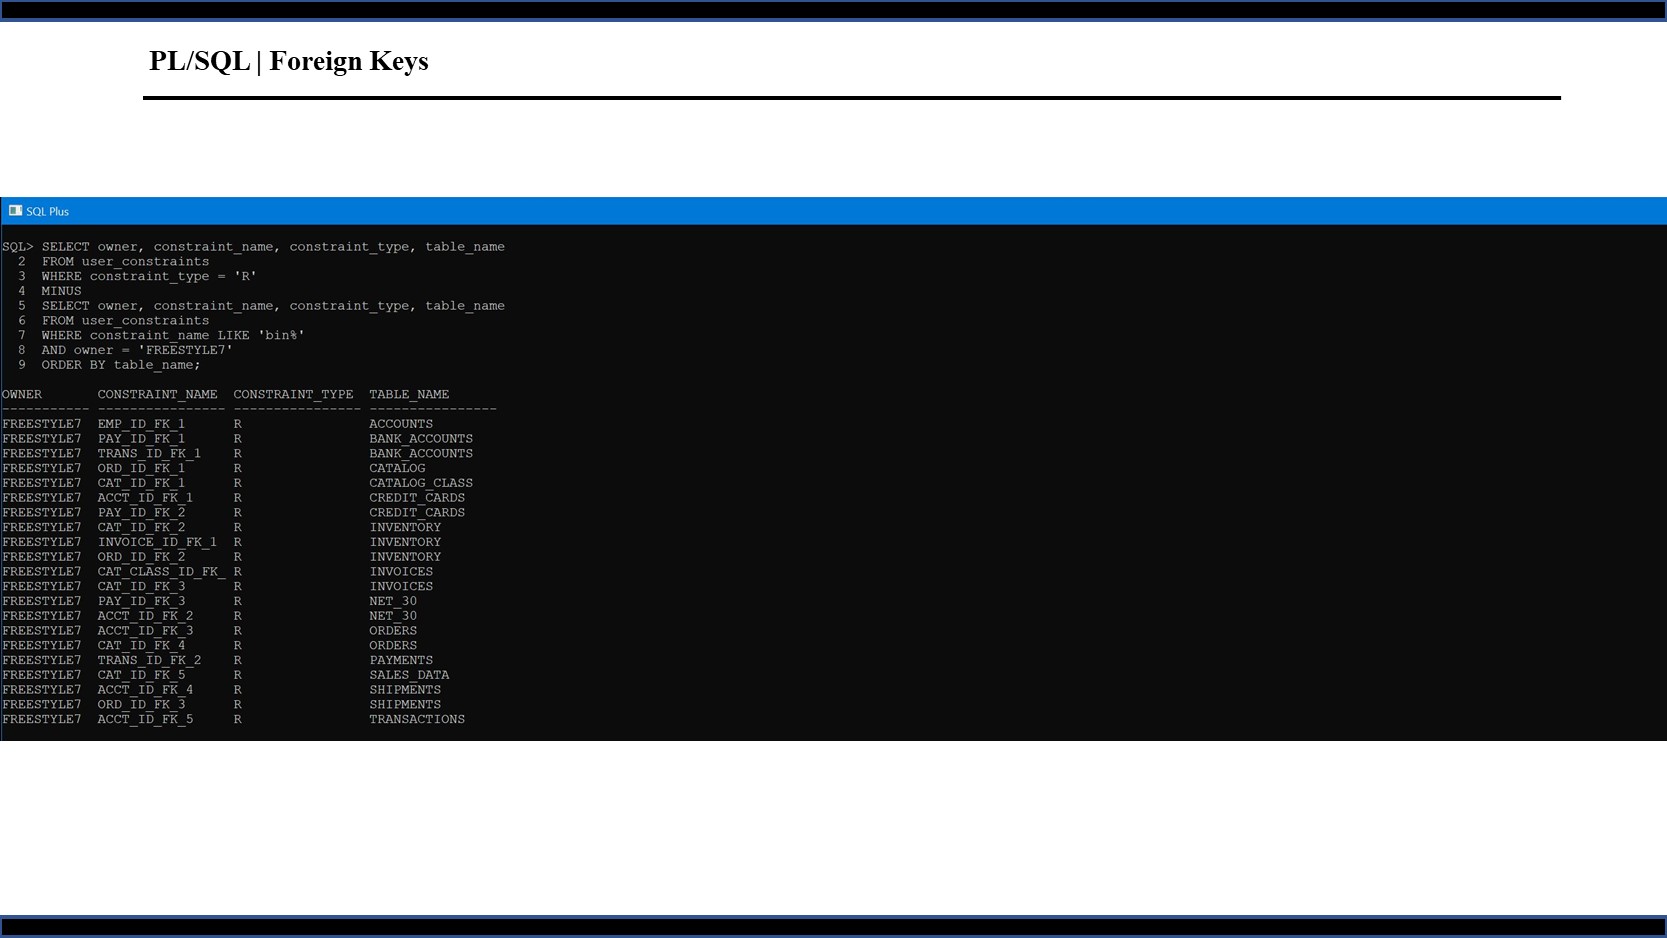 PL/SQL | Foreign Keys
SQL Plus
SQL> SELECT owner, constraint_name, constraint_type, table_name
  2  FROM user_constraints
  3  WHERE constraint_type = 'R'
  4  MINUS
  5  SELECT owner, constraint_name, constraint_type, table_name
  6  FROM user_constraints
  7  WHERE constraint_name LIKE 'bin%'
  8  AND owner = 'FREESTYLE7'
  9  ORDER BY table_name;
OWNER       CONSTRAINT_NAME  CONSTRAINT_TYPE  TABLE_NAME
----------- ---------------- ---------------- ----------------
FREESTYLE7  EMP_ID_FK_1      R                ACCOUNTS
FREESTYLE7  PAY_ID_FK_1      R                BANK_ACCOUNTS
FREESTYLE7  TRANS_ID_FK_1    R                BANK_ACCOUNTS
FREESTYLE7  ORD_ID_FK_1      R                CATALOG
FREESTYLE7  CAT_ID_FK_1      R                CATALOG_CLASS
FREESTYLE7  ACCT_ID_FK_1     R                CREDIT_CARDS
FREESTYLE7  PAY_ID_FK_2      R                CREDIT_CARDS
FREESTYLE7  CAT_ID_FK_2      R                INVENTORY
FREESTYLE7  INVOICE_ID_FK_1  R                INVENTORY
FREESTYLE7  ORD_ID_FK_2      R                INVENTORY
FREESTYLE7  CAT_CLASS_ID_FK_ R                INVOICES
FREESTYLE7  CAT_ID_FK_3      R                INVOICES
FREESTYLE7  PAY_ID_FK_3      R                NET_30
FREESTYLE7  ACCT_ID_FK_2     R                NET_30
FREESTYLE7  ACCT_ID_FK_3     R                ORDERS
FREESTYLE7  CAT_ID_FK_4      R                ORDERS
FREESTYLE7  TRANS_ID_FK_2    R                PAYMENTS
FREESTYLE7  CAT_ID_FK_5      R                SALES_DATA
FREESTYLE7  ACCT_ID_FK_4     R                SHIPMENTS
FREESTYLE7  ORD_ID_FK_3      R                SHIPMENTS
FREESTYLE7  ACCT_ID_FK_5     R                TRANSACTIONS